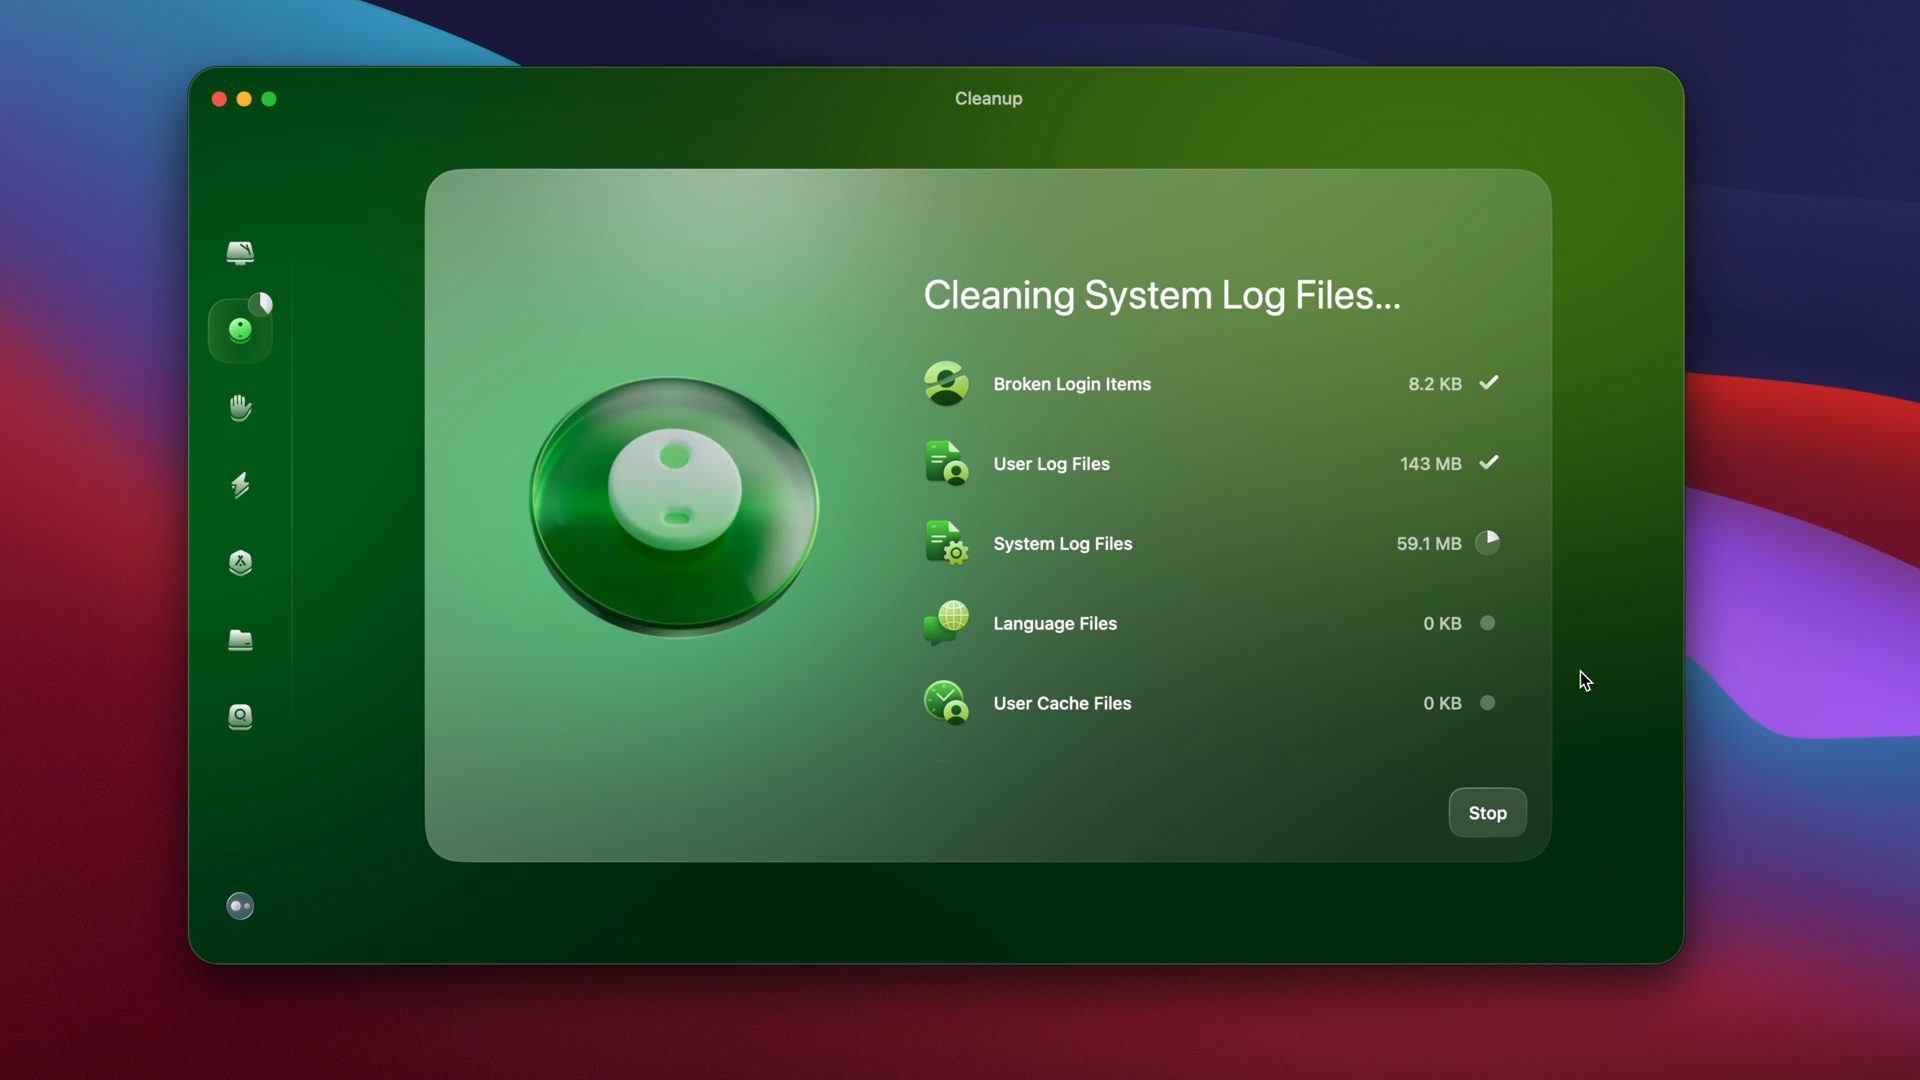 Cleanup
Cleaning System Log Files...
Broken Login Items 8.2 KB
User Log Files 143 MB
System Log Files 59.1 MB
Language Files 0 KB
User Cache Files 0 KB
Stop